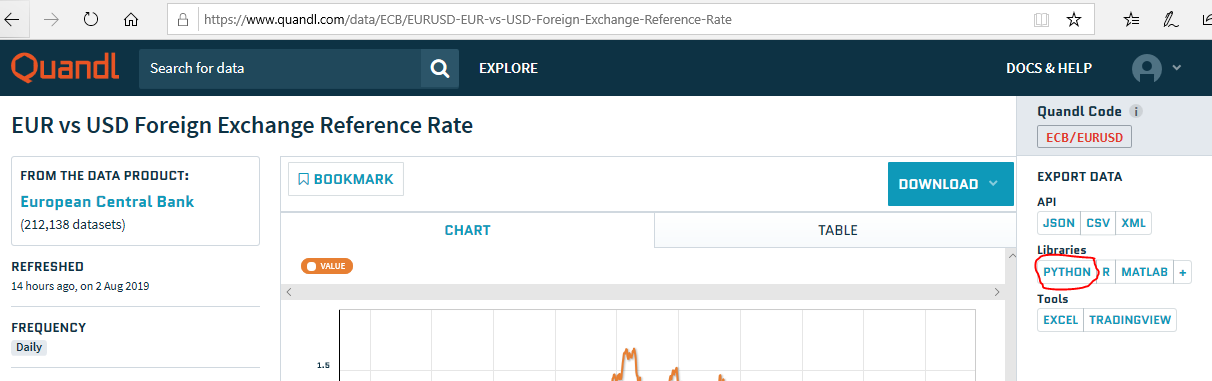 https://www.quandl.com/data/ECB/EURUSD-EUR-vs-USD-Foreign-Exchange-Reference-Rate
Quandl
Search for data
EXPLORE
DOCS & HELP
EUR vs USD Foreign Exchange Reference Rate
FROM THE DATA PRODUCT:
European Central Bank
(212,138 datasets)
REFRESHED
14 hours ago, on 2 Aug 2019
FREQUENCY
Daily
BOOKMARK
DOWNLOAD
CHART
TABLE
VALUE
1.5
Quandl Code i
ECB/EURUSD
EXPORT DATA
API
JSON CSV XML
Libraries
PYTHON R MATLAB +
Tools
EXCEL TRADINGVIEW